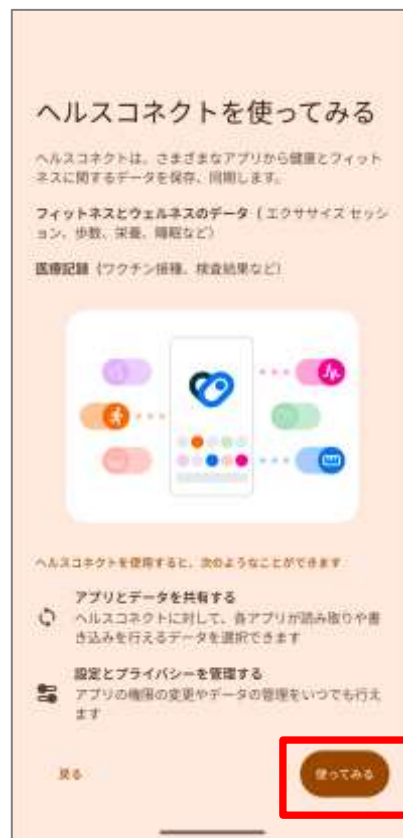 ヘルスコネクトを使ってみる
ヘルスコネクトは、さまざまなアプリから健康とフィット
ネスに関するデータを保存、同期します。
フィットネスとウェルネスのデータ（エクササイズ セッシ
ョン、歩数、栄養、睡眠など）
医療記録（ワクチン接種、検査結果など）
ヘルスコネクトを使用すると、次のようなことができます
アプリとデータを共有する
ヘルスコネクトに対して、各アプリが読み取りや書
き込みを行えるデータを選択できます
設定とプライバシーを管理する
アプリの権限の変更やデータの管理をいつでも行え
ます
戻る
使ってみる